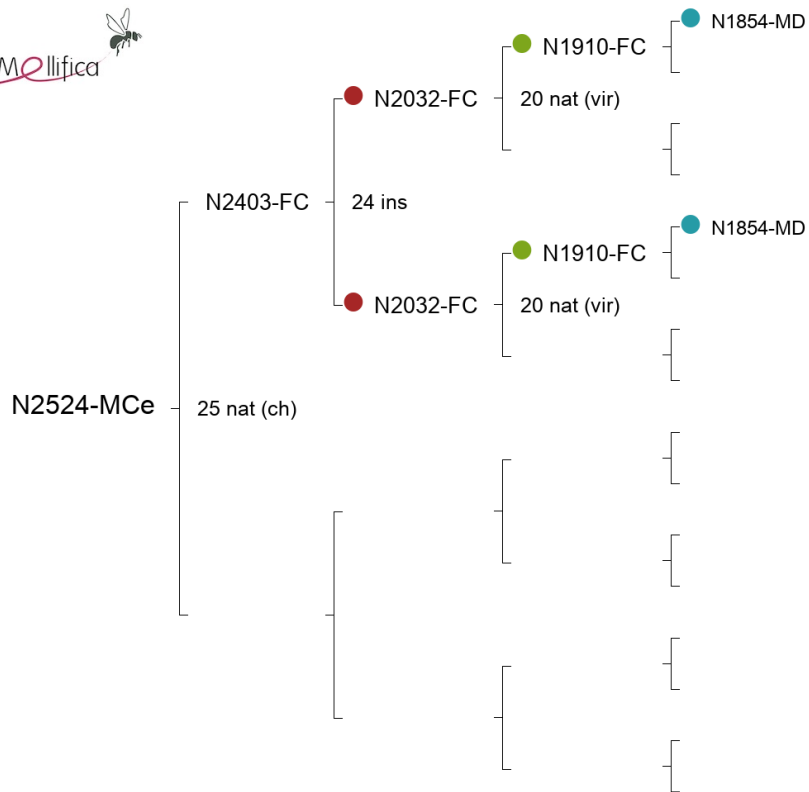 Mellifica
N1854-MD
N1910-FC
N2032-FC
20 nat (vir)
N2403-FC
24 ins
N1854-MD
N1910-FC
N2032-FC
20 nat (vir)
N2524-MCe
25 nat (ch)